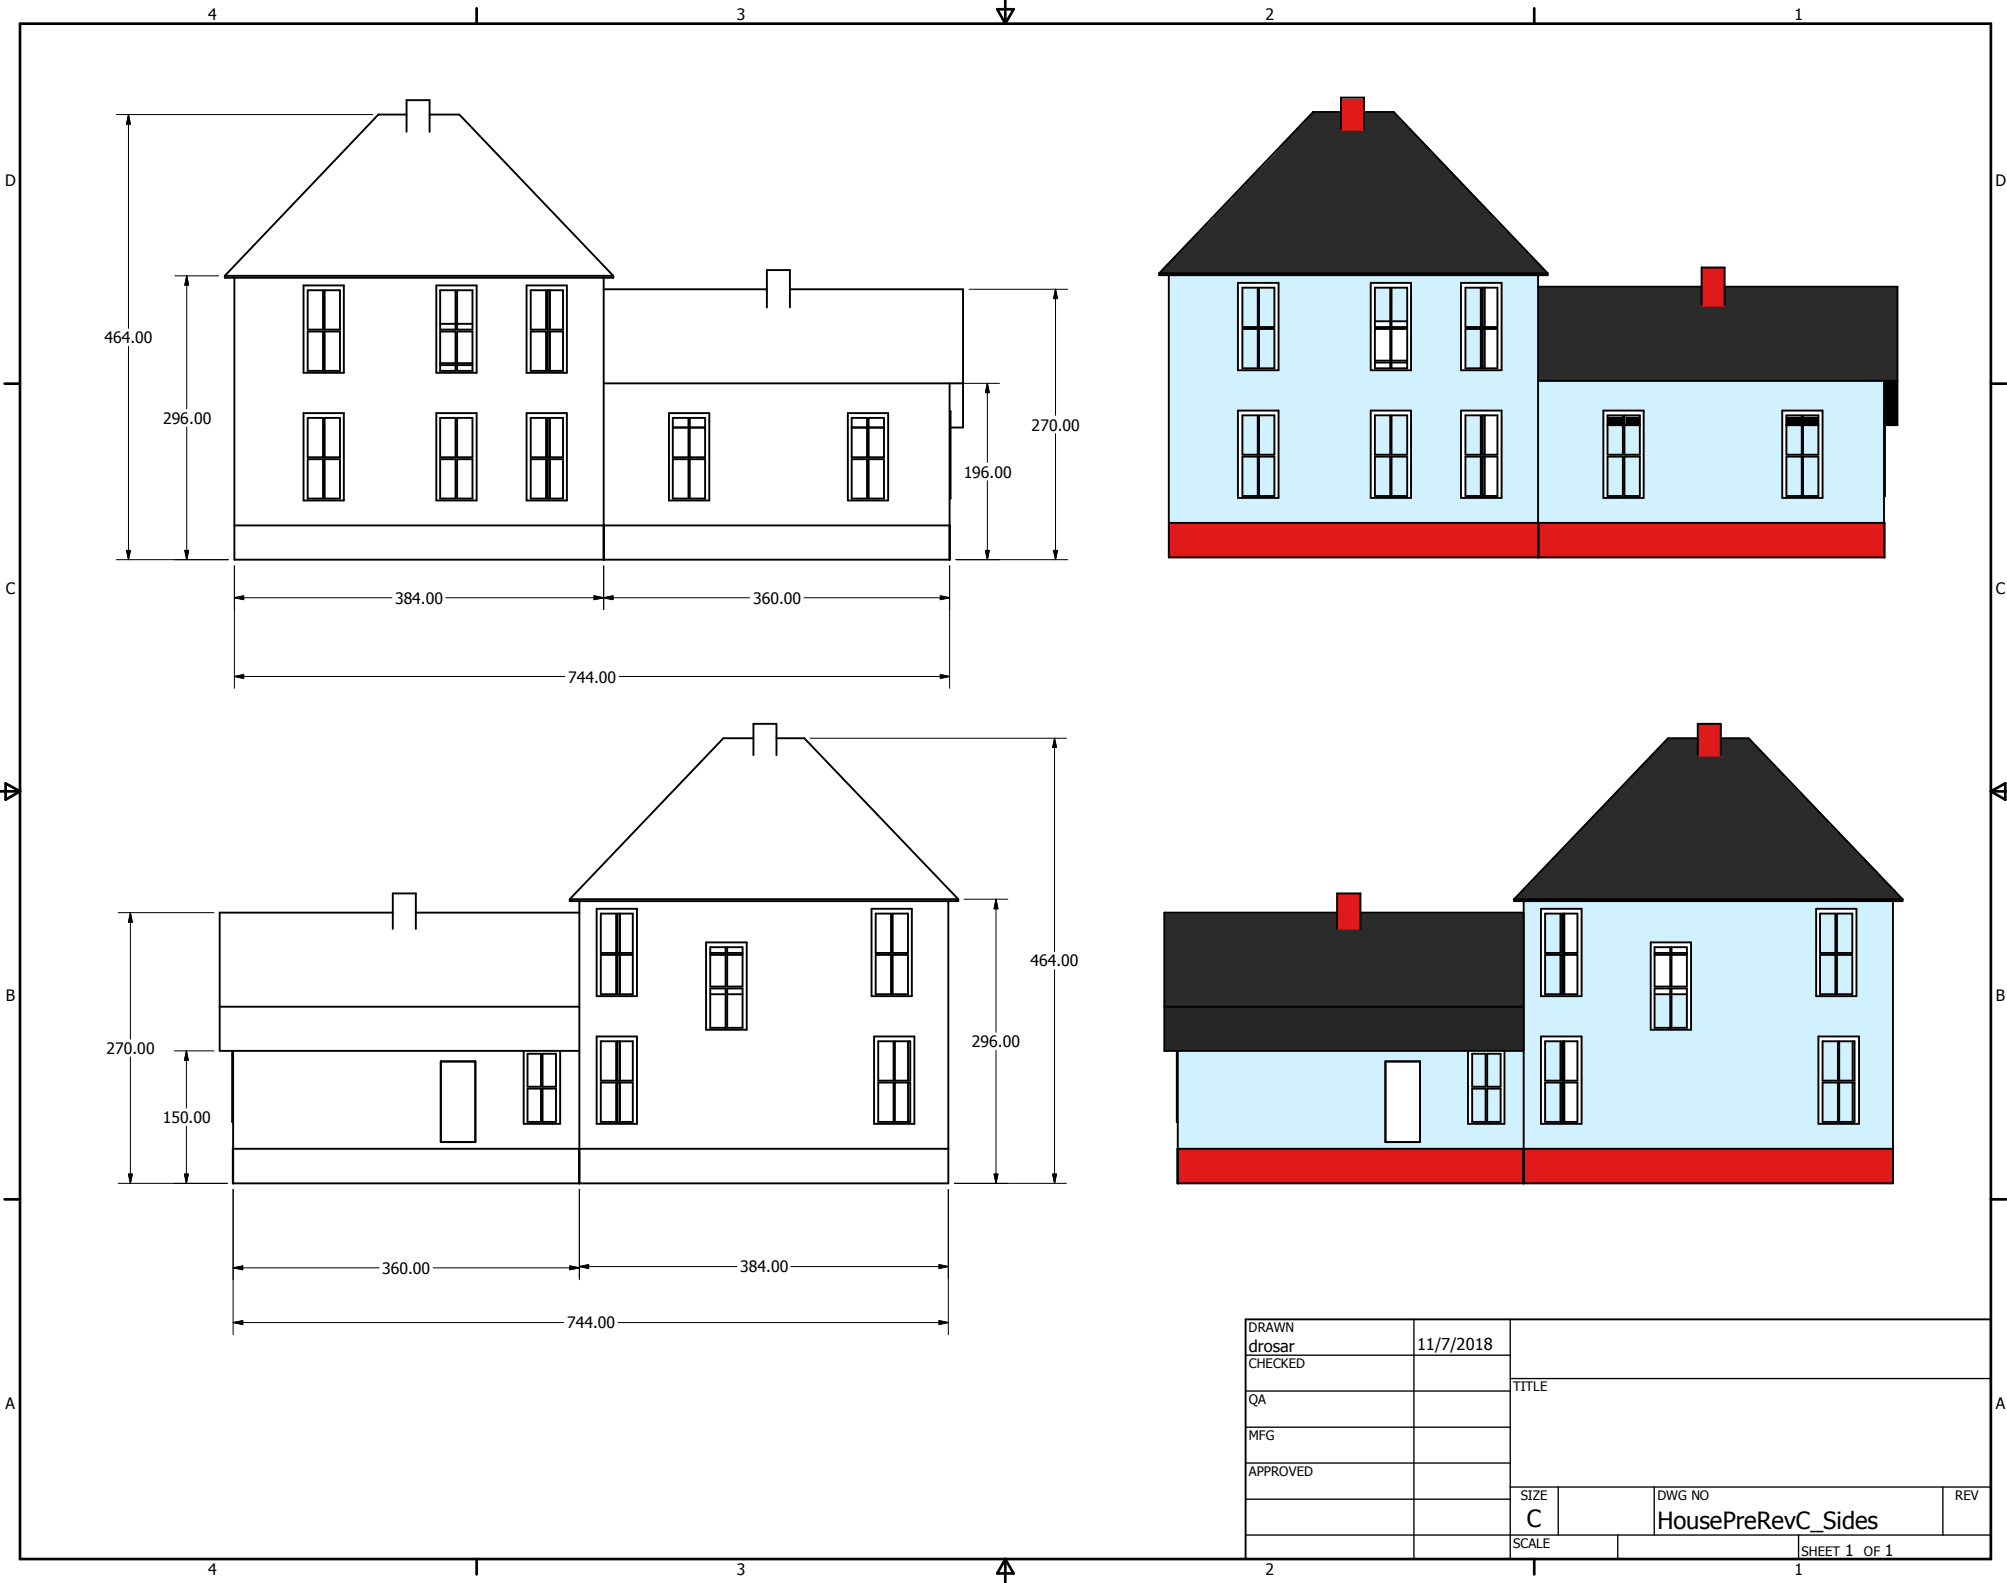 4 3 2 1
D D
464.00
296.00
270.00
196.00
C C
384.00 360.00
744.00
B B
270.00
150.00
464.00
296.00
360.00 384.00
744.00
A A
DRAWN
drosar 11/7/2018
CHECKED
QA
MFG
APPROVED
TITLE
SIZE
C
DWG NO
HousePreRevC_Sides
REV
SCALE
SHEET 1 OF 1
4 3 2 1